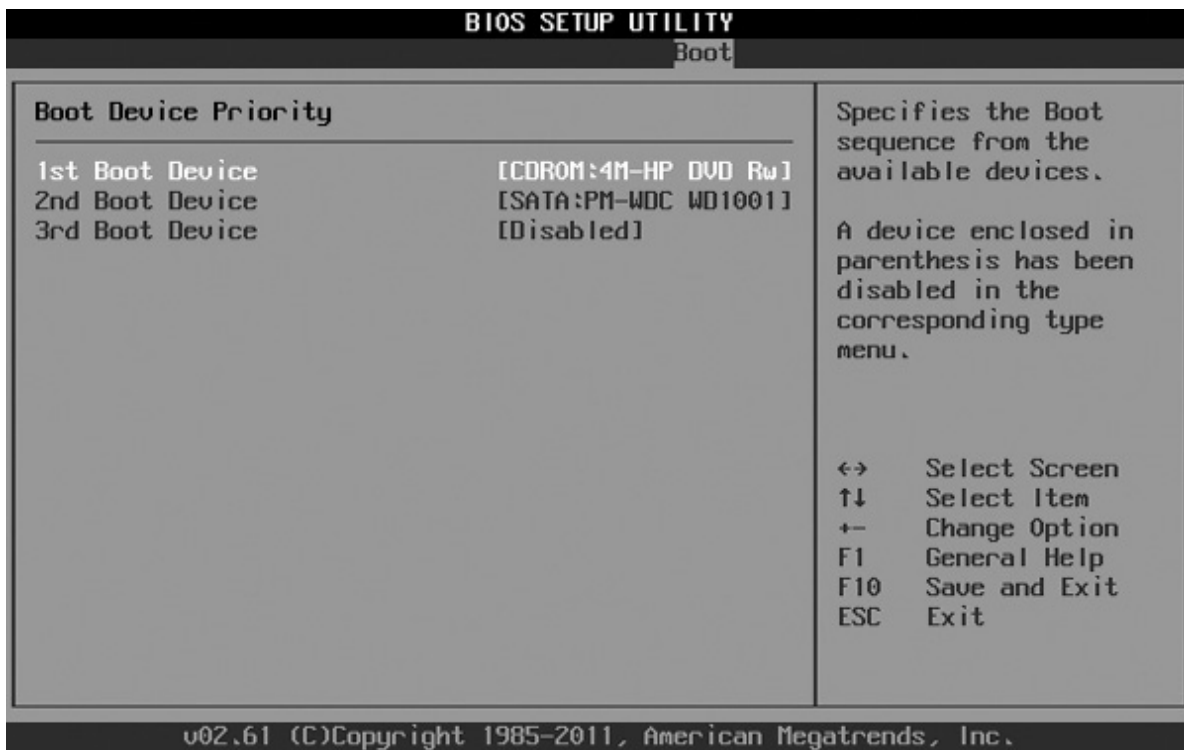 BIOS SETUP UTILITY
Boot
Boot Device Priority
1st Boot Device [CDROM:4M-HP DVD Rw]
2nd Boot Device [SATA:PM-WDC WD1001]
3rd Boot Device [Disabled]
Specifies the Boot
sequence from the
available devices.
A device enclosed in
parenthesis has been
disabled in the
corresponding type
menu.
←→ Select Screen
↑↓ Select Item
+- Change Option
F1 General Help
F10 Save and Exit
ESC Exit
v02.61 (C)Copyright 1985-2011, American Megatrends, Inc.